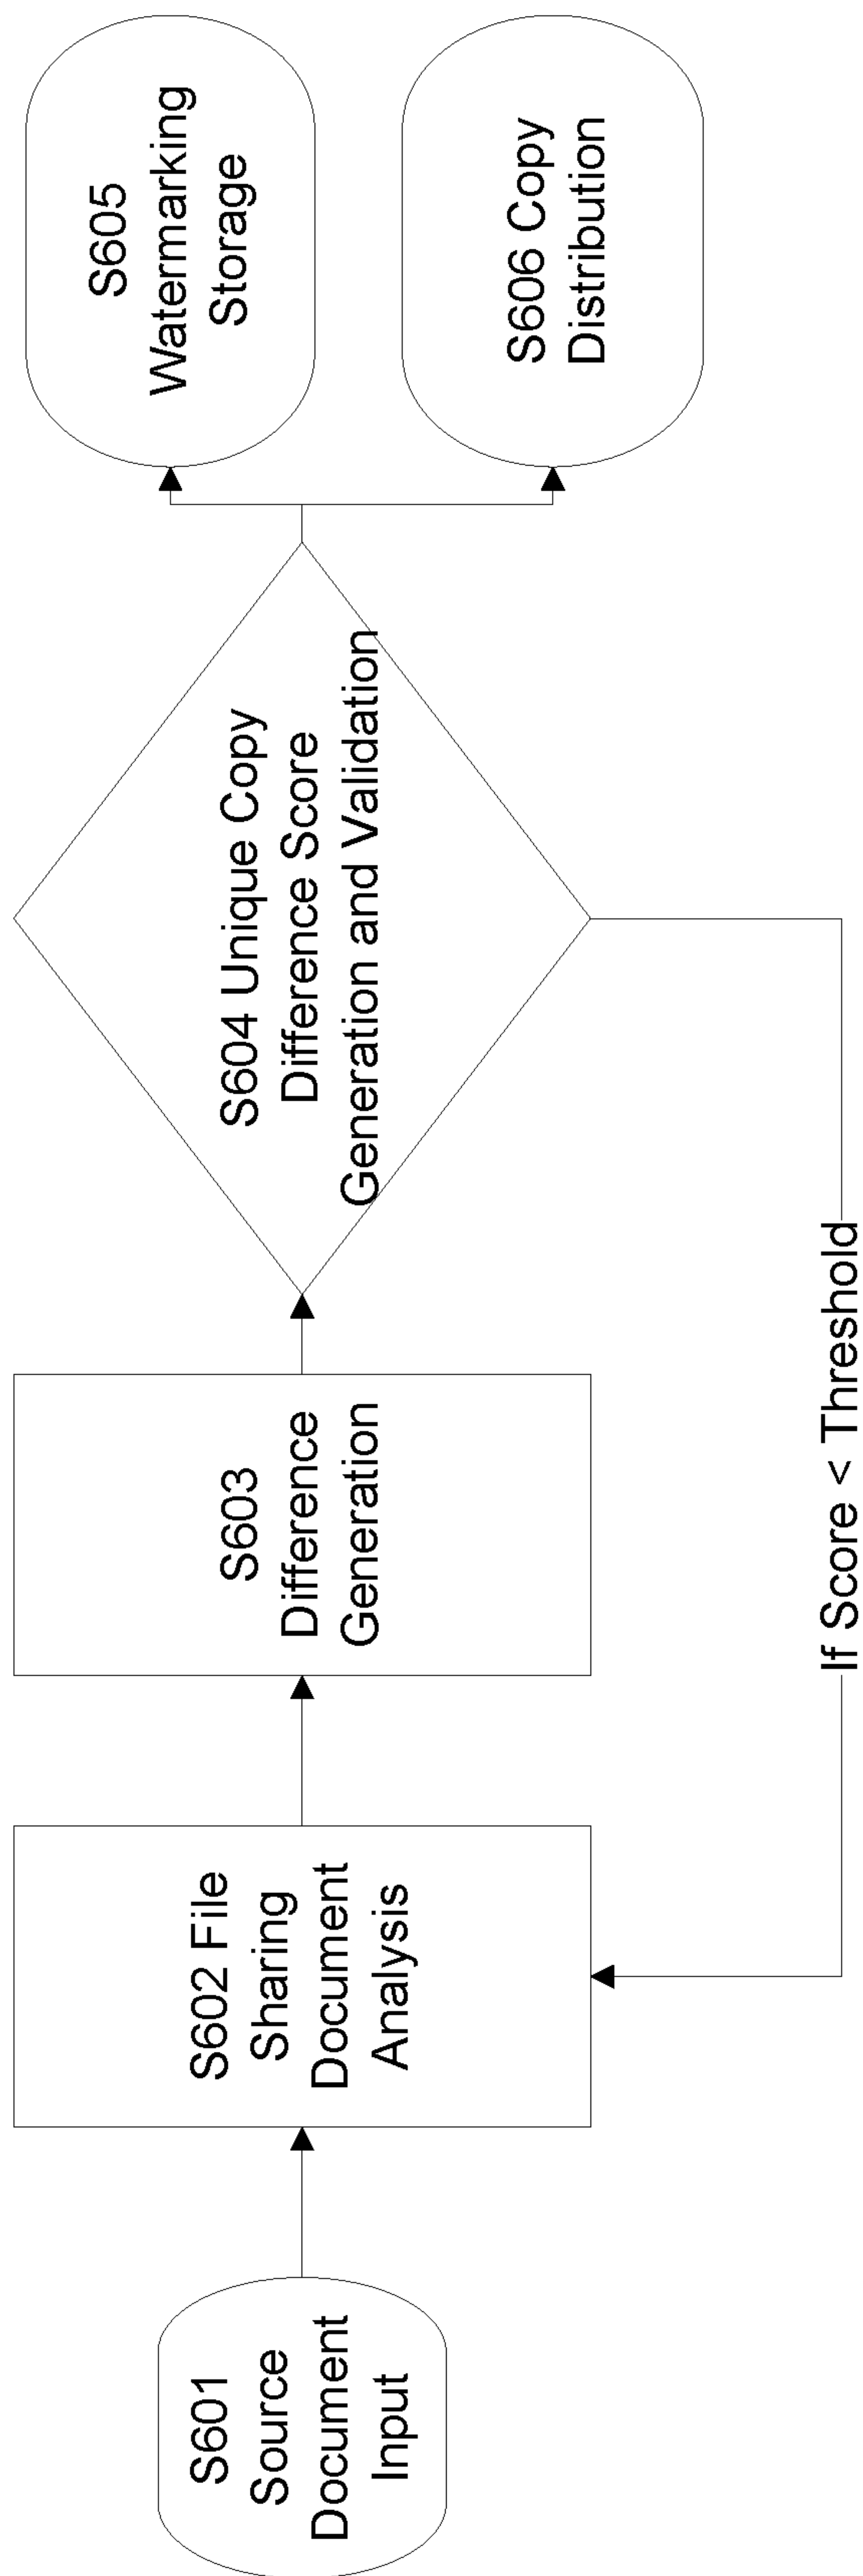 S601
Source
Document
Input
S602 File
Sharing
Document
Analysis
S603
Difference
Generation
S604 Unique Copy
Difference Score
Generation and Validation
S605
Watermarking
Storage
S606 Copy
Distribution
If Score < Threshold